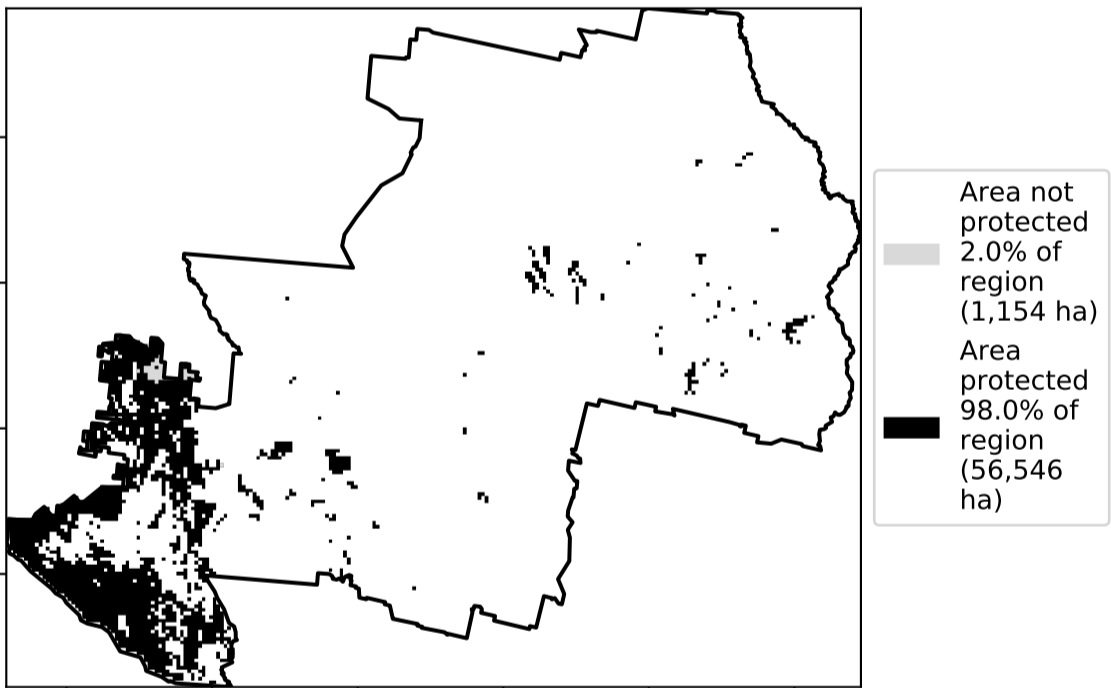 Area not
protected
2.0% of
region
(1,154 ha)
Area
protected
98.0% of
region
(56,546
ha)